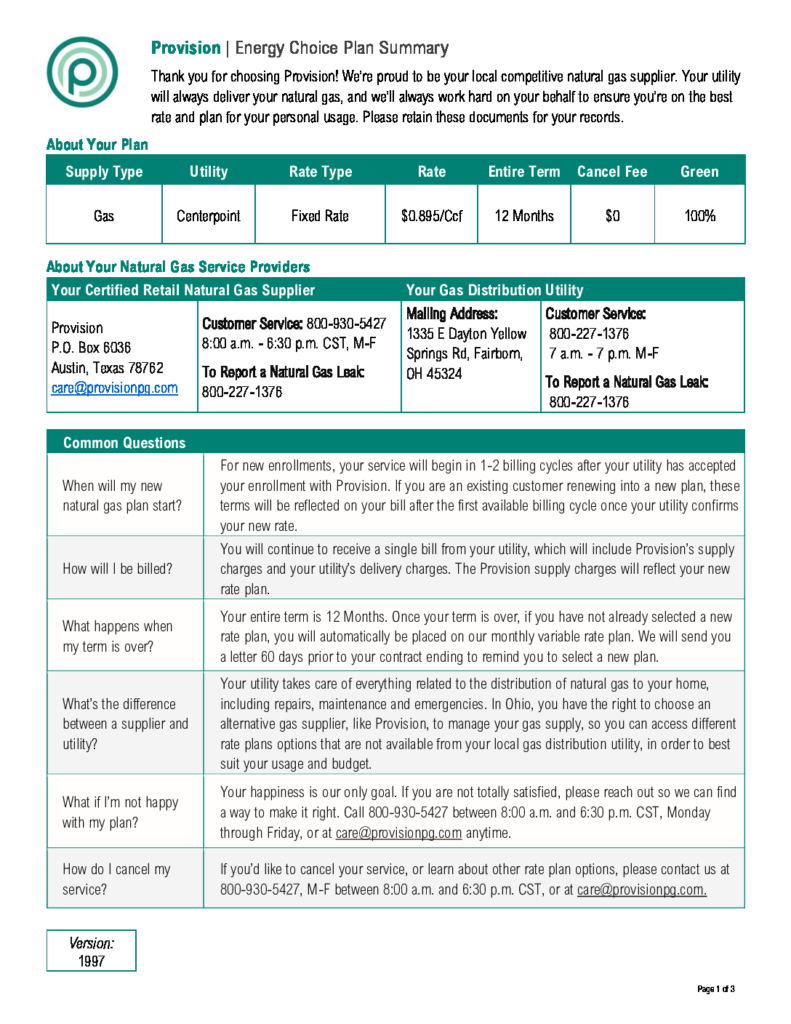 Provision | Energy Choice Plan Summary
Thank you for choosing Provision! We're proud to be your local competitive natural gas supplier. Your utility
will always deliver your natural gas, and we'll always work hard on your behalf to ensure you're on the best
rate and plan for your personal usage. Please retain these documents for your records.
About Your Plan
Supply Type Utility Rate Type Rate Entire Term Cancel Fee Green
Gas Centerpoint Fixed Rate $0.895/Ccf 12 Months $0 100%
About Your Natural Gas Service Providers
Your Certified Retail Natural Gas Supplier Your Gas Distribution Utility
Provision
P.O. Box 6036
Austin, Texas 78762
care@provisionpg.com
Customer Service: 800-930-5427
8:00 a.m. - 6:30 p.m. CST, M-F
To Report a Natural Gas Leak:
800-227-1376
Mailing Address:
1335 E Dayton Yellow
Springs Rd, Fairborn,
OH 45324
Customer Service:
800-227-1376
7 a.m. - 7 p.m. M-F
To Report a Natural Gas Leak:
800-227-1376
Common Questions
When will my new
natural gas plan start?
For new enrollments, your service will begin in 1-2 billing cycles after your utility has accepted
your enrollment with Provision. If you are an existing customer renewing into a new plan, these
terms will be reflected on your bill after the first available billing cycle once your utility confirms
your new rate.
How will I be billed?
You will continue to receive a single bill from your utility, which will include Provision's supply
charges and your utility's delivery charges. The Provision supply charges will reflect your new
rate plan.
What happens when
my term is over?
Your entire term is 12 Months. Once your term is over, if you have not already selected a new
rate plan, you will automatically be placed on our monthly variable rate plan. We will send you
a letter 60 days prior to your contract ending to remind you to select a new plan.
What's the difference
between a supplier and
utility?
Your utility takes care of everything related to the distribution of natural gas to your home,
including repairs, maintenance and emergencies. In Ohio, you have the right to choose an
alternative gas supplier, like Provision, to manage your gas supply, so you can access different
rate plans options that are not available from your local gas distribution utility, in order to best
suit your usage and budget.
What if I'm not happy
with my plan?
Your happiness is our only goal. If you are not totally satisfied, please reach out so we can find
a way to make it right. Call 800-930-5427 between 8:00 a.m. and 6:30 p.m. CST, Monday
through Friday, or at care@provisionpg.com anytime.
How do I cancel my
service?
If you'd like to cancel your service, or learn about other rate plan options, please contact us at
800-930-5427, M-F between 8:00 a.m. and 6:30 p.m. CST, or at care@provisionpg.com.
Version:
1997
Page 1 of 3